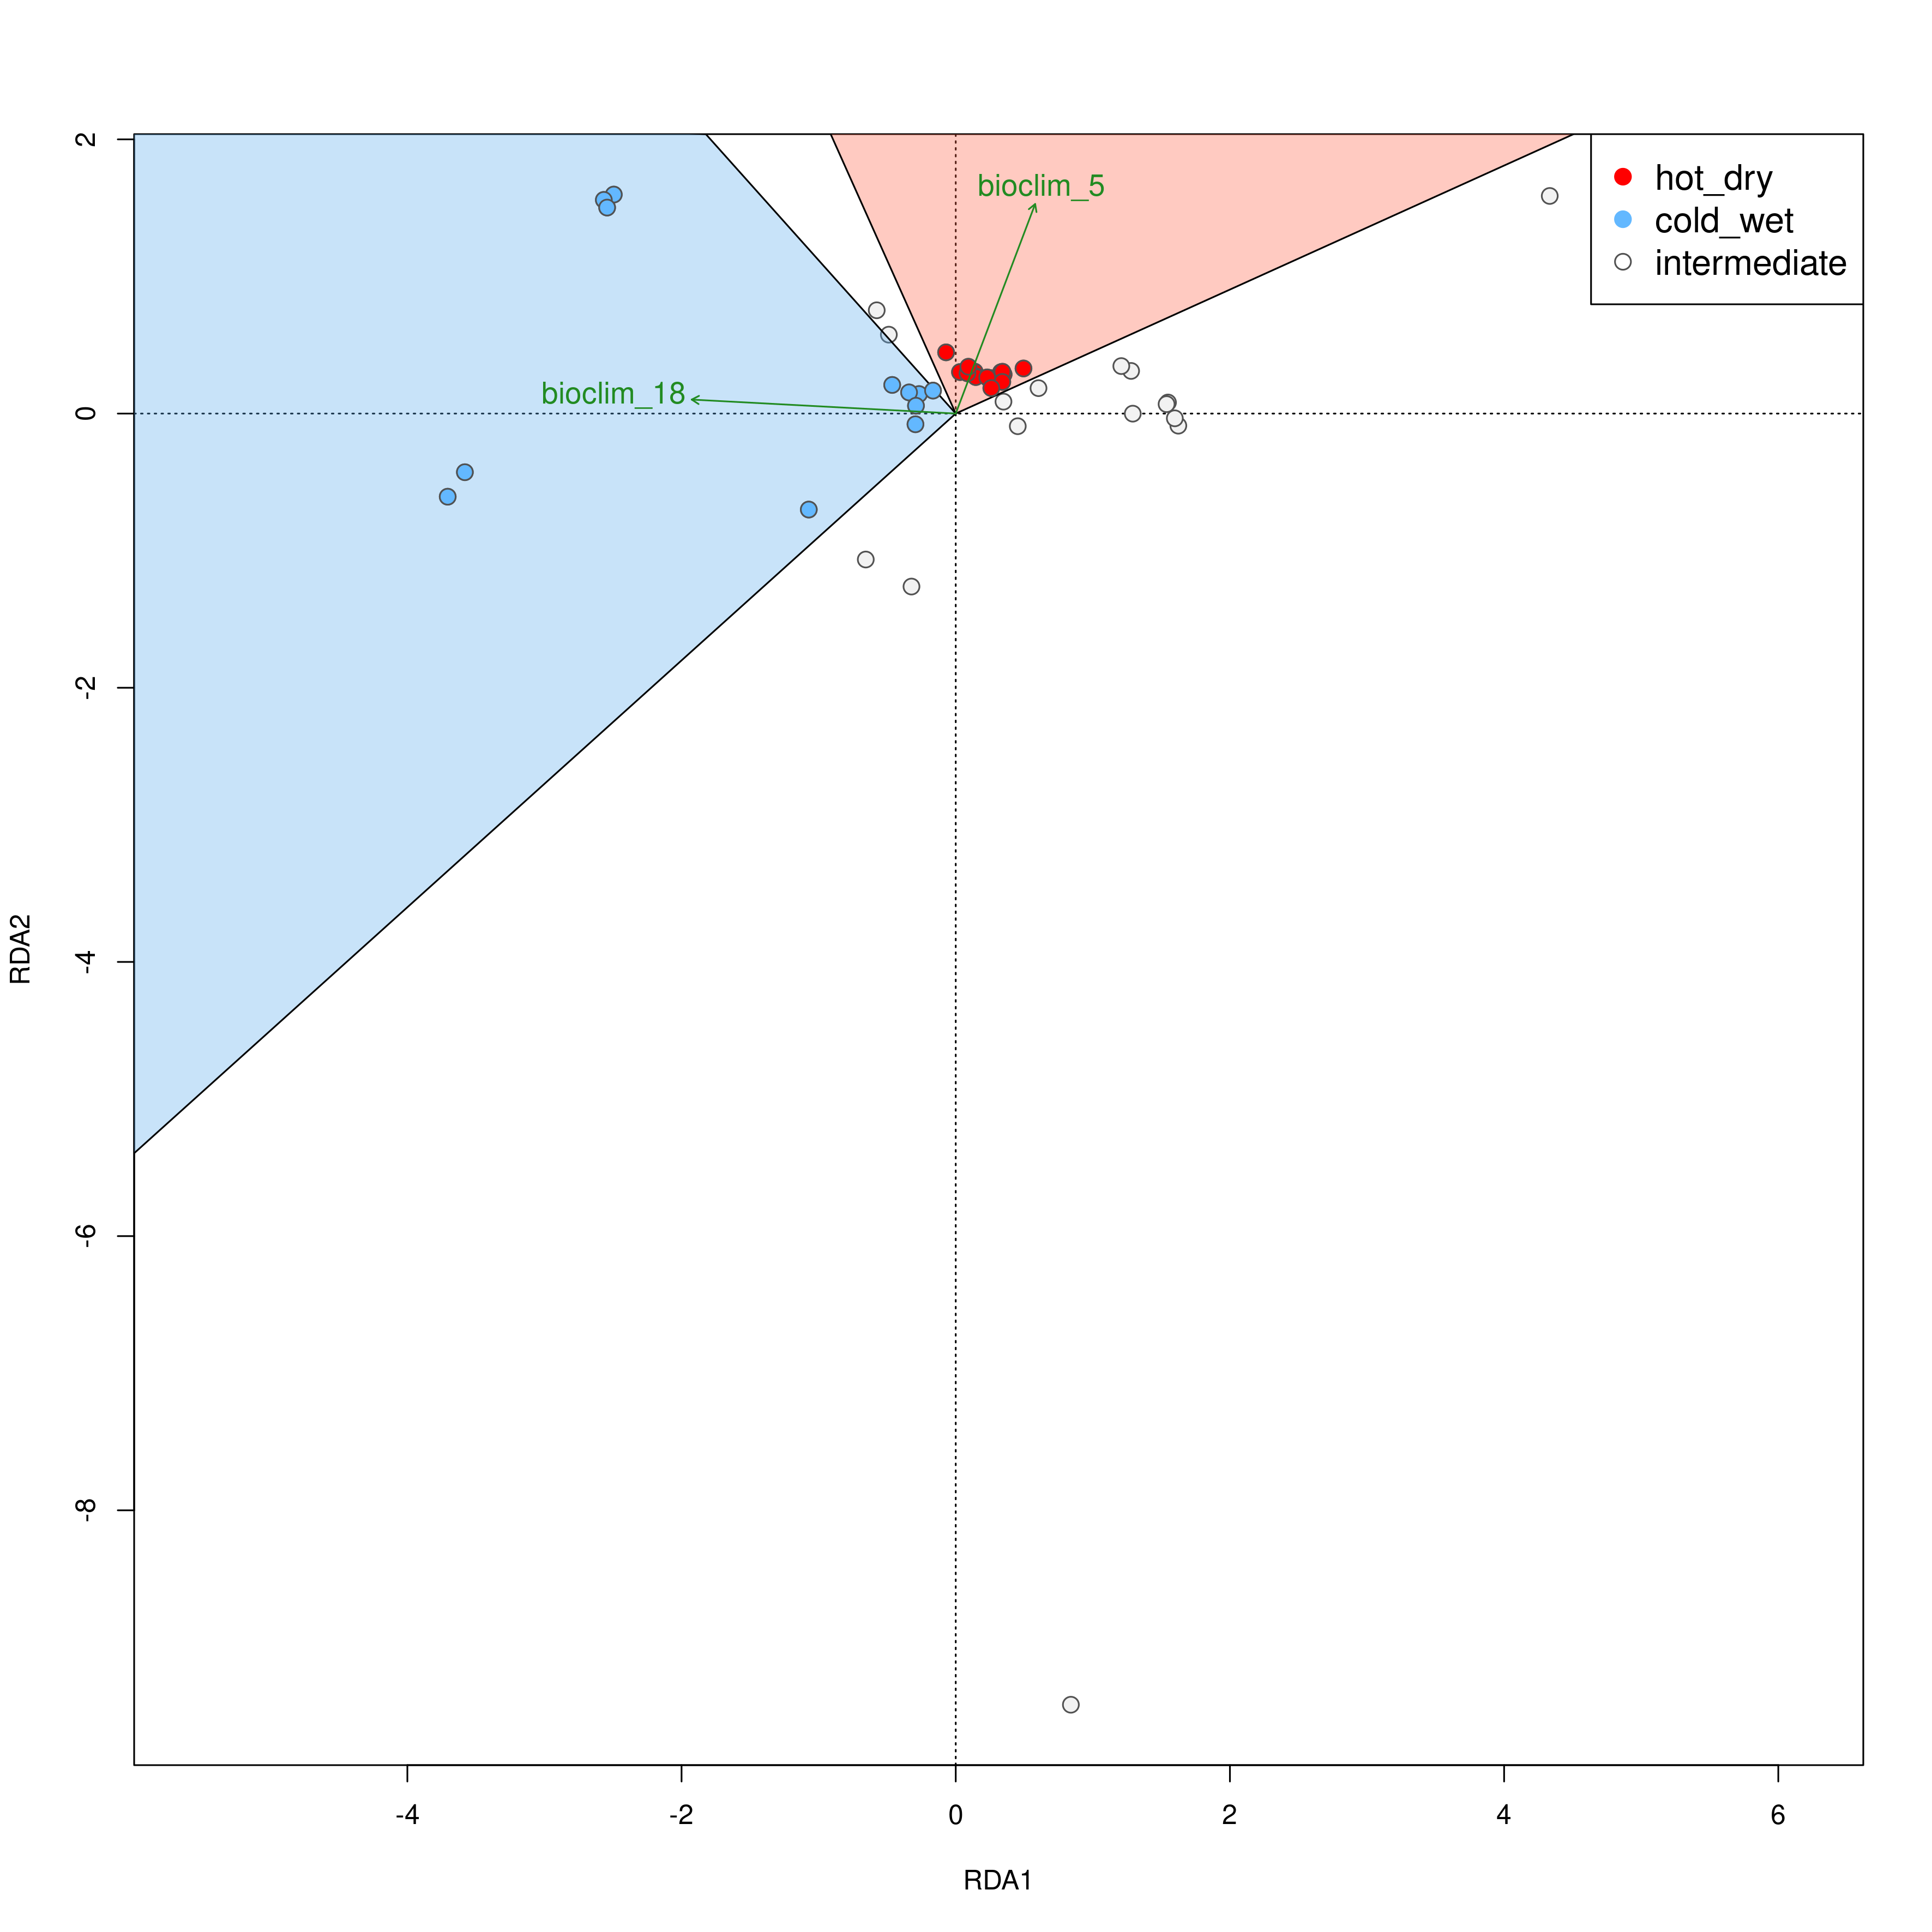 hot_dry
cold_wet
intermediate
bioclim_5
bioclim_18
2
0
-2
-4
-6
-8
RDA2
-4
-2
0
2
4
6
RDA1